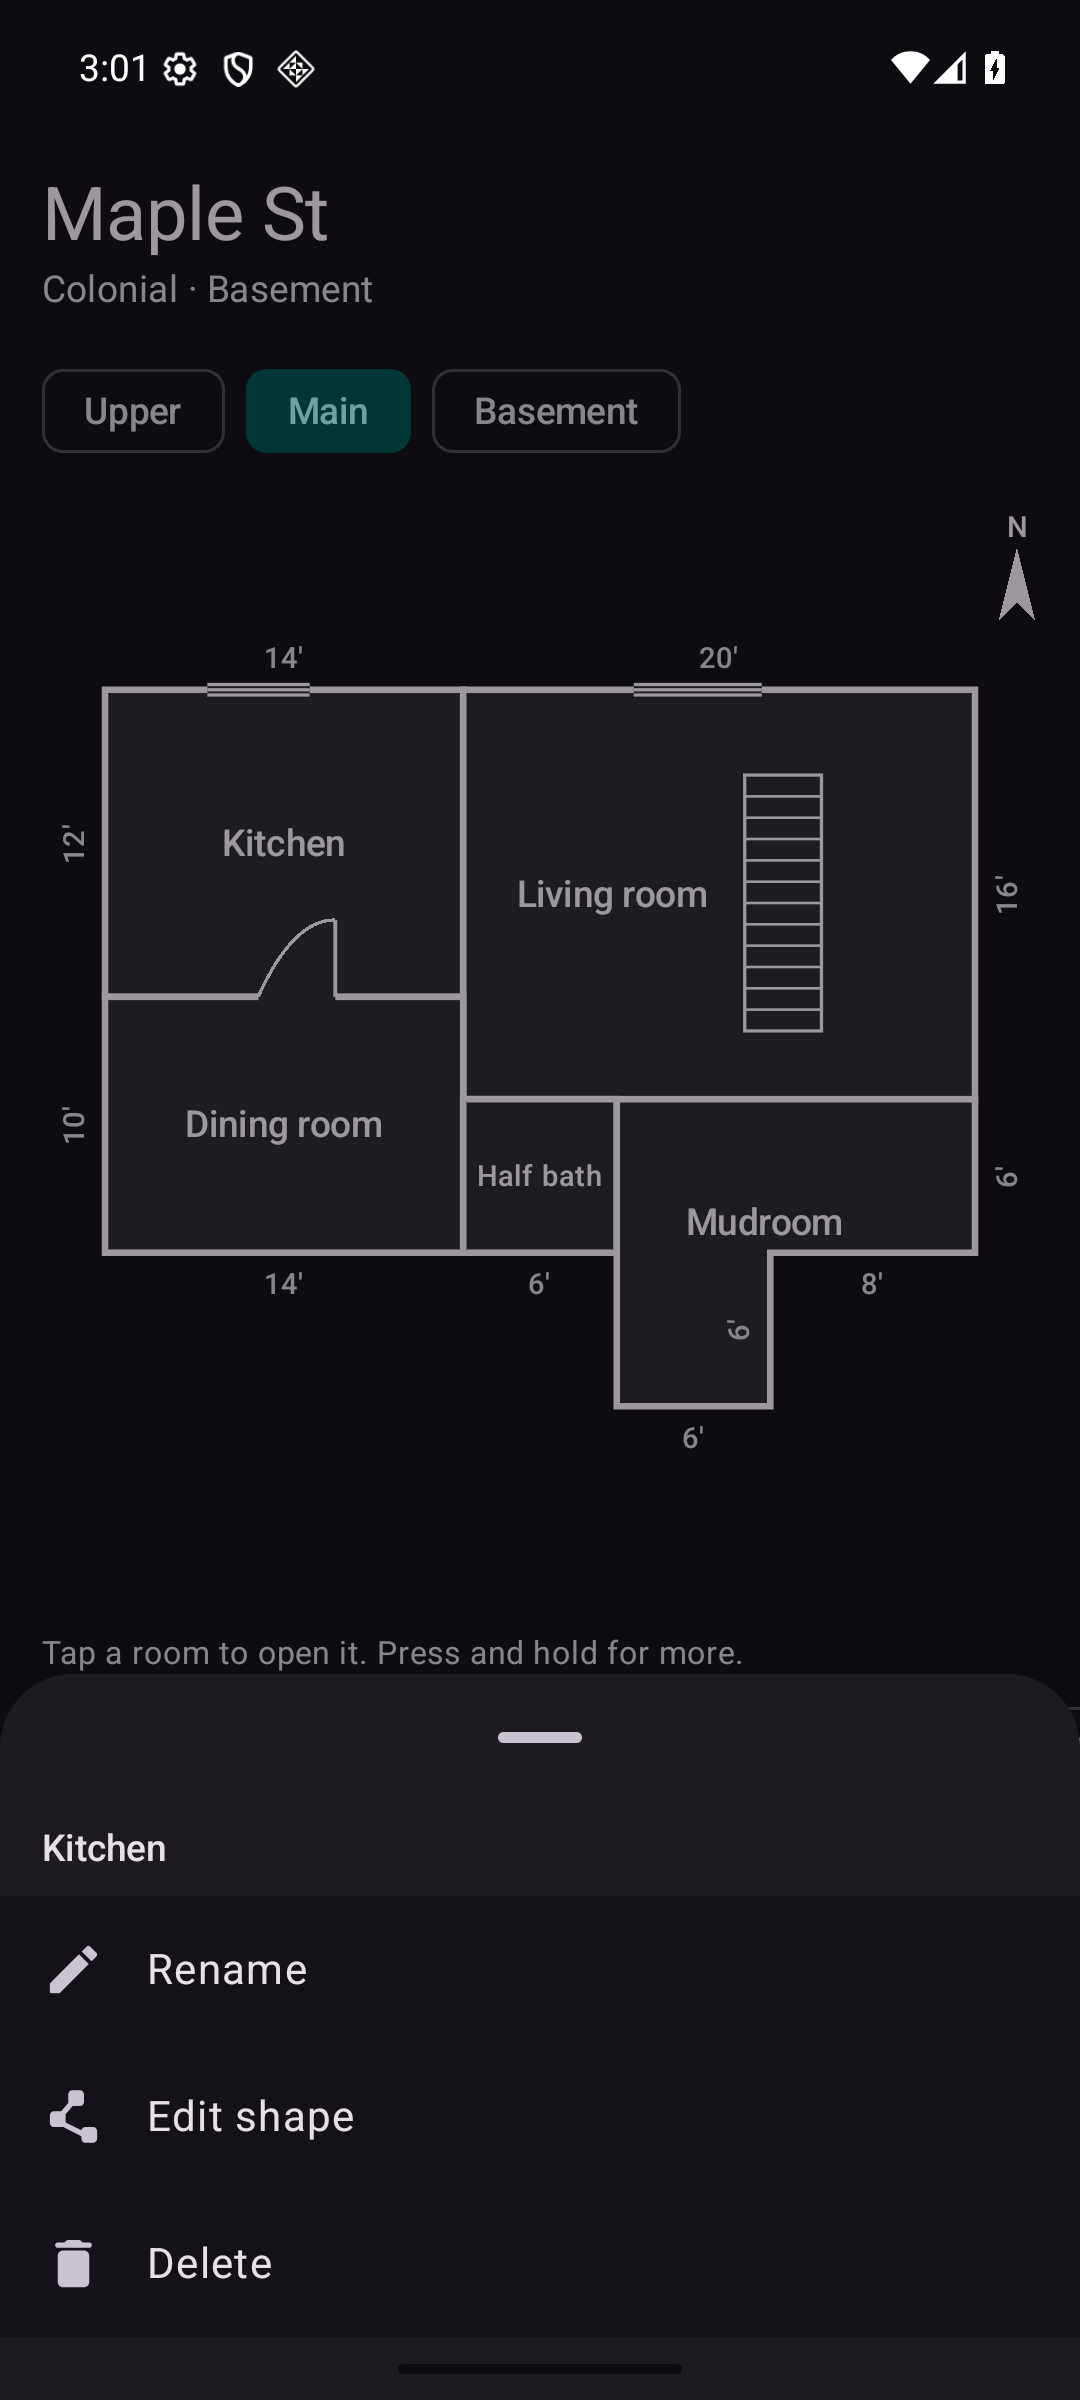 3:01
Maple St
Colonial · Basement
Upper
Main
Basement
N
14'
20'
12'
Kitchen
Living room
16'
10'
Dining room
Half bath
6'
Mudroom
14'
6'
8'
6'
6'
Tap a room to open it. Press and hold for more.
Kitchen
Rename
Edit shape
Delete